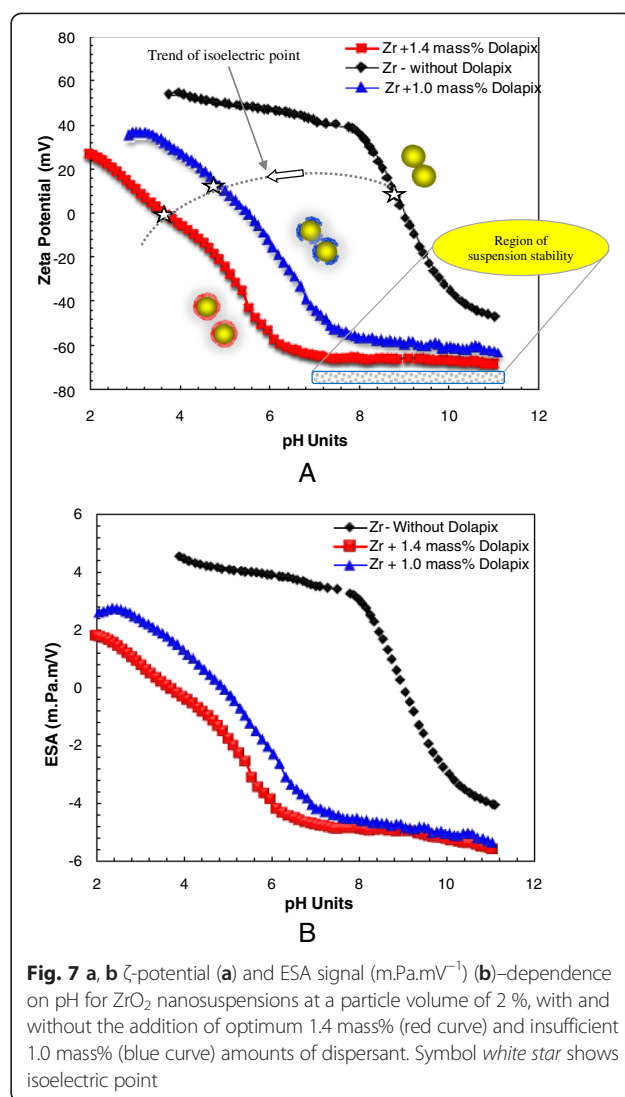 80
60
40
20
0
-20
-40
-60
-80
Zeta Potential (mV)
Trend of isoelectric point
Zr +1.4 mass% Dolapix
Zr - without Dolapix
Zr +1.0 mass% Dolapix
Region of
suspension stability
2 4 6 8 10 12
pH Units
A
6
4
2
0
-2
-4
-6
ESA (m.Pa.m/V)
Zr - Without Dolapix
Zr + 1.4 mass% Dolapix
Zr + 1.0 mass% Dolapix
2 4 6 8 10 12
pH Units
B
Fig. 7 a, b ζ-potential (a) and ESA signal (m.Pa.mV⁻¹) (b)–dependence
on pH for ZrO₂ nanosuspensions at a particle volume of 2 %, with and
without the addition of optimum 1.4 mass% (red curve) and insufficient
1.0 mass% (blue curve) amounts of dispersant. Symbol white star shows
isoelectric point